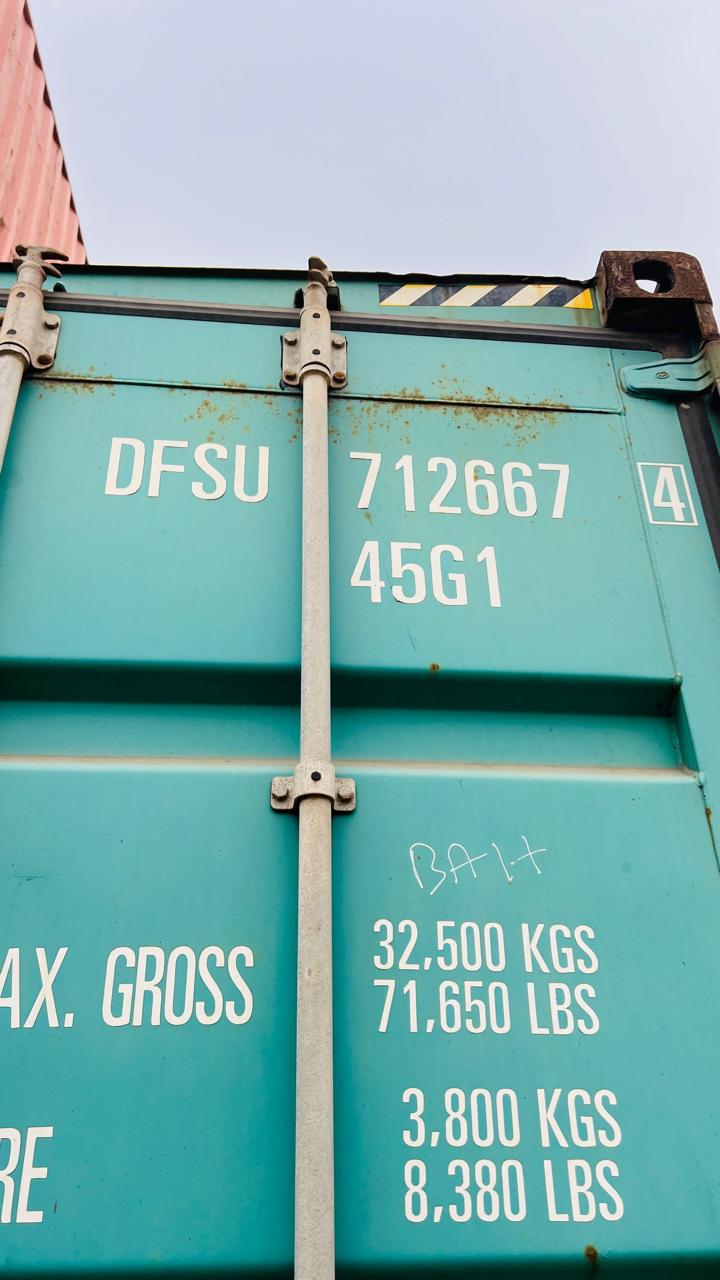 DFSU 712667 4
45G1
AX. GROSS 32,500 KGS
71,650 LBS
RE 3,800 KGS
8,380 LBS